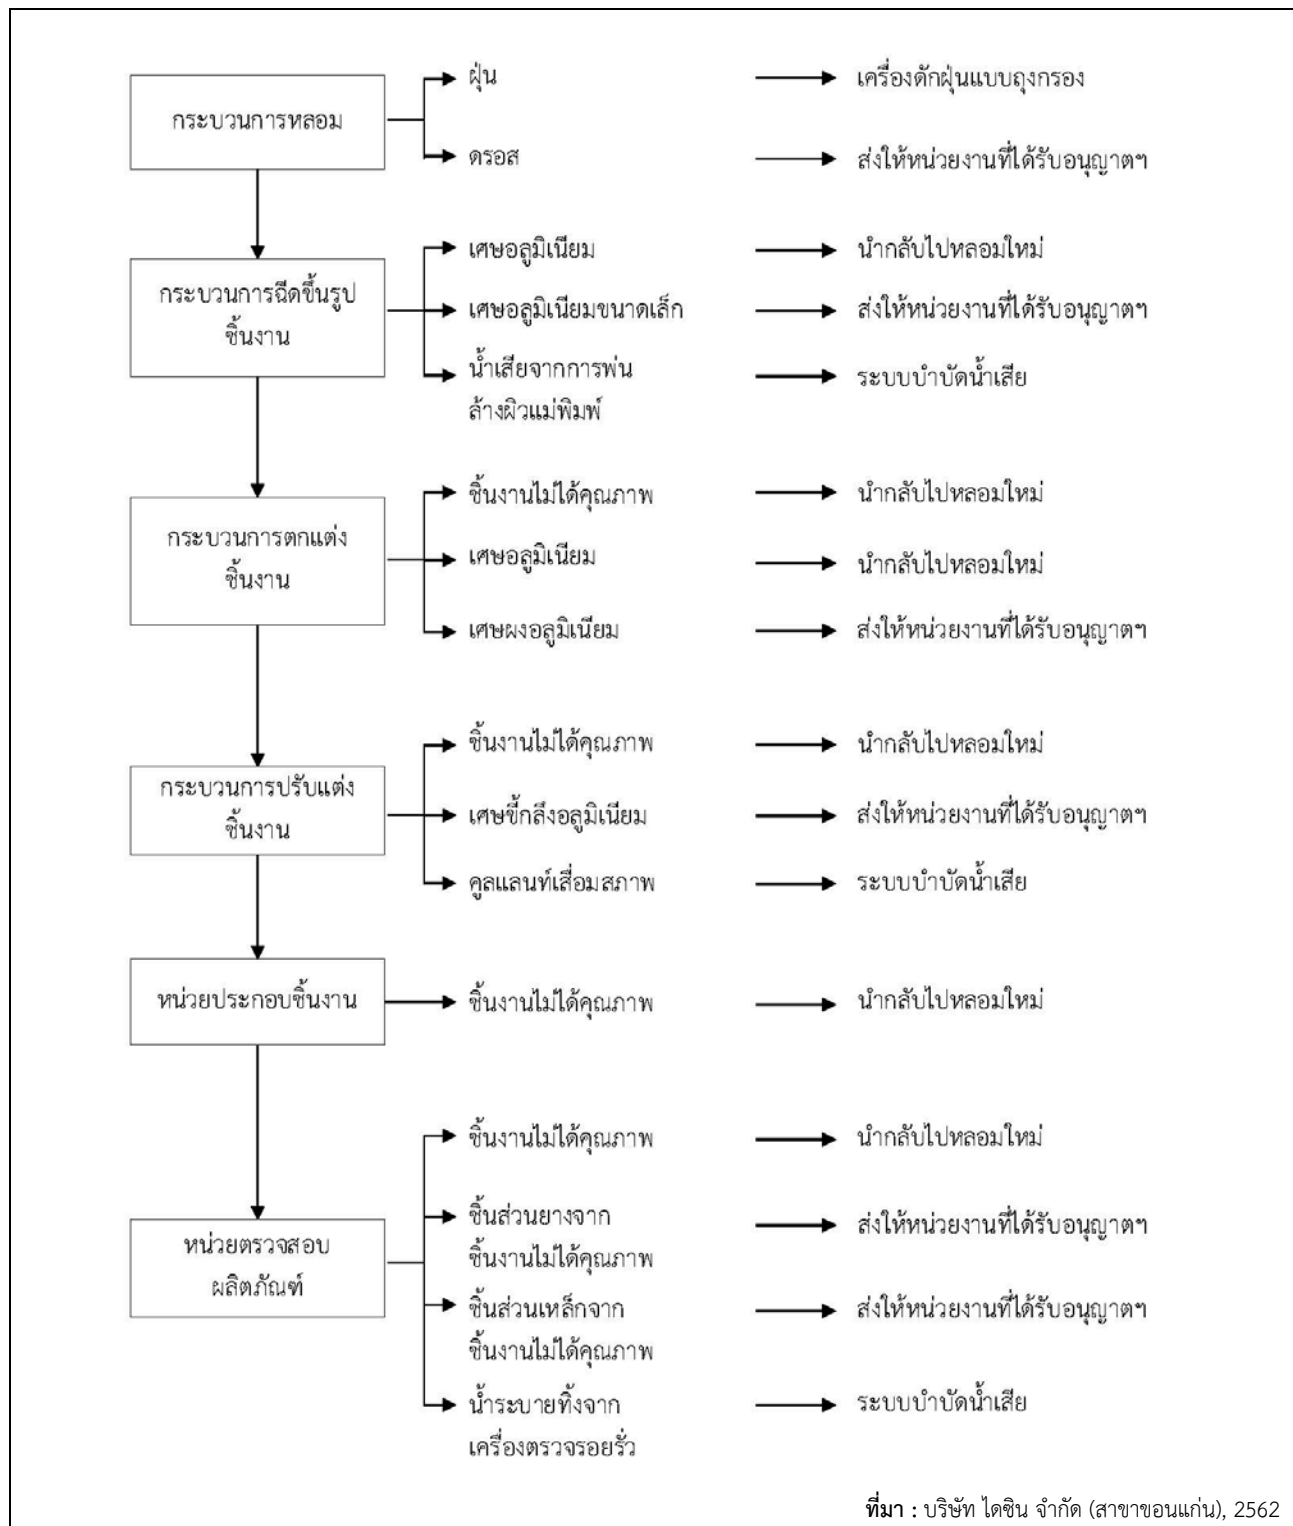 กระบวนการหลอม
ฝุ่น
เครื่องดักฝุ่นแบบถุงกรอง
ดรอส
ส่งให้หน่วยงานที่ได้รับอนุญาตฯ
กระบวนการฉีดขึ้นรูป
ชิ้นงาน
เศษอลูมิเนียม
นำกลับไปหลอมใหม่
เศษอลูมิเนียมขนาดเล็ก
ส่งให้หน่วยงานที่ได้รับอนุญาตฯ
น้ำเสียจากการพ่น
ล้างผิวแม่พิมพ์
ระบบบำบัดน้ำเสีย
กระบวนการตกแต่ง
ชิ้นงาน
ชิ้นงานไม่ได้คุณภาพ
นำกลับไปหลอมใหม่
เศษอลูมิเนียม
นำกลับไปหลอมใหม่
เศษผงอลูมิเนียม
ส่งให้หน่วยงานที่ได้รับอนุญาตฯ
กระบวนการปรับแต่ง
ชิ้นงาน
ชิ้นงานไม่ได้คุณภาพ
นำกลับไปหลอมใหม่
เศษขี้กลึงอลูมิเนียม
ส่งให้หน่วยงานที่ได้รับอนุญาตฯ
คูลแลนท์เสื่อมสภาพ
ระบบบำบัดน้ำเสีย
หน่วยประกอบชิ้นงาน
ชิ้นงานไม่ได้คุณภาพ
นำกลับไปหลอมใหม่
หน่วยตรวจสอบ
ผลิตภัณฑ์
ชิ้นงานไม่ได้คุณภาพ
นำกลับไปหลอมใหม่
ชิ้นส่วนยางจาก
ชิ้นงานไม่ได้คุณภาพ
ส่งให้หน่วยงานที่ได้รับอนุญาตฯ
ชิ้นส่วนเหล็กจาก
ชิ้นงานไม่ได้คุณภาพ
ส่งให้หน่วยงานที่ได้รับอนุญาตฯ
น้ำระบายทิ้งจาก
เครื่องตรวจรอยรั่ว
ระบบบำบัดน้ำเสีย
ที่มา : บริษัท ไดซิน จำกัด (สาขาขอนแก่น), 2562